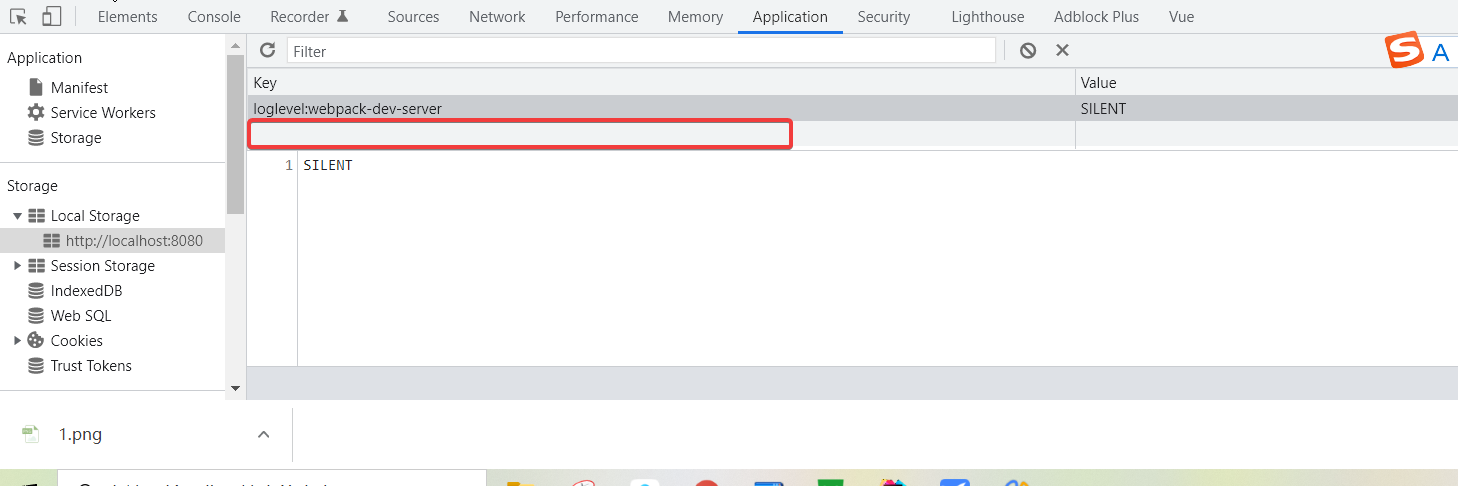 Elements Console Recorder Sources Network Performance Memory Application Security Lighthouse Adblock Plus Vue
Application
Manifest
Service Workers
Storage
Storage
Local Storage
http://localhost:8080
Session Storage
IndexedDB
Web SQL
Cookies
Trust Tokens
Filter
S A
Key Value
loglevel:webpack-dev-server SILENT
1 SILENT
1.png